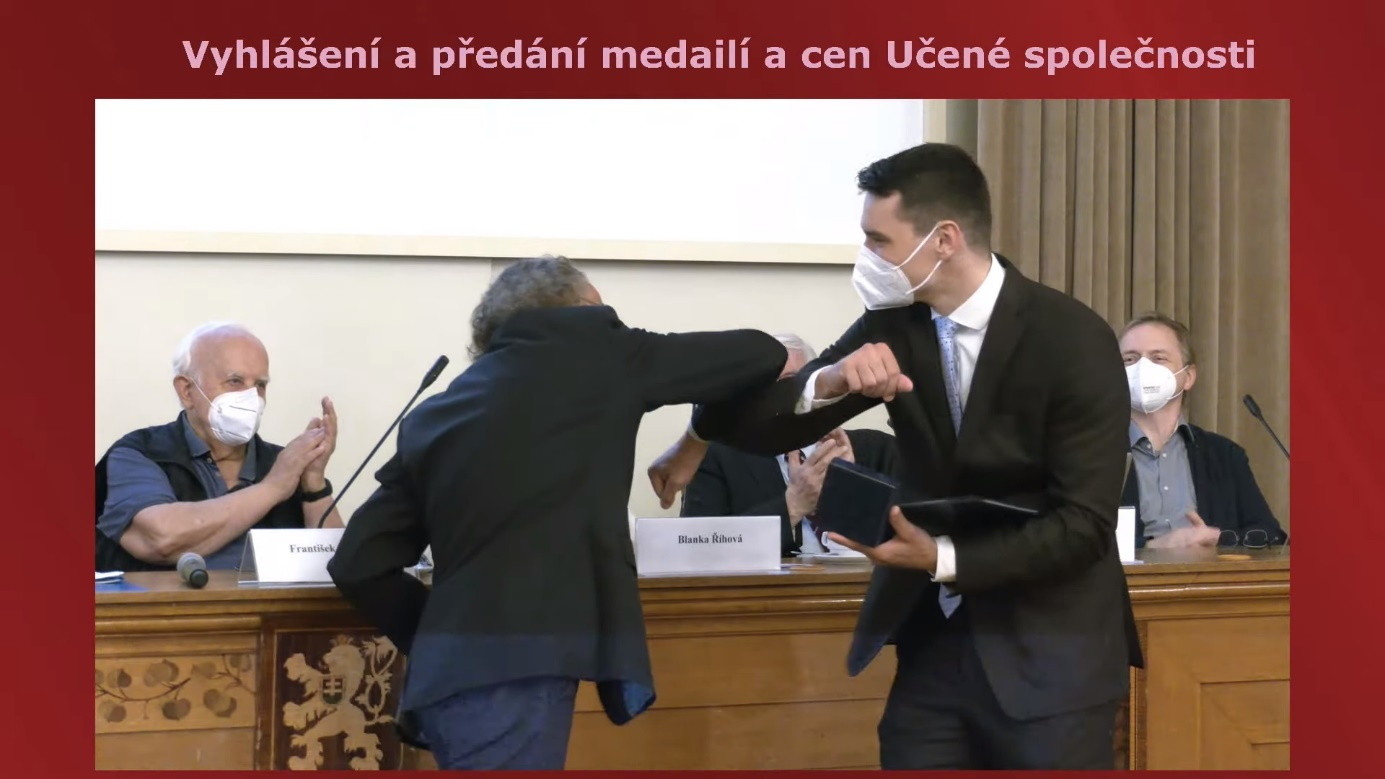 Vyhlášení a předání medailí a cen Učené společnosti
František
Blanka Říhová